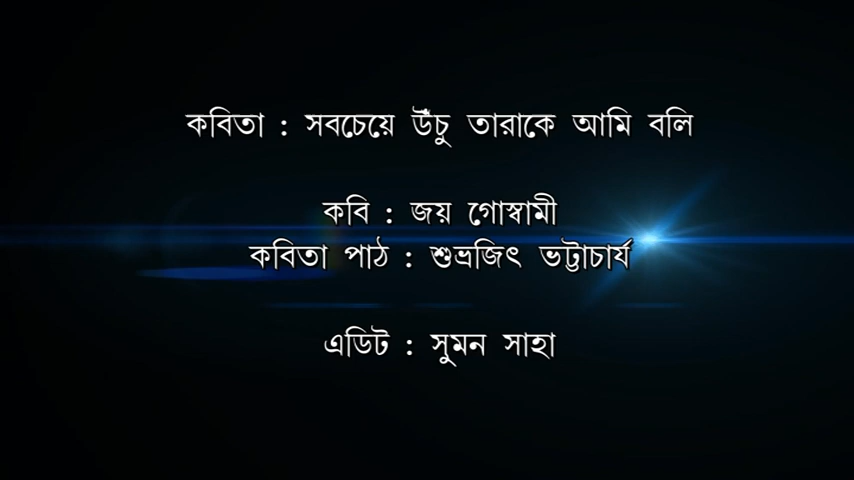 কবিতা : সবচেয়ে উঁচু তারাকে আমি বলি
কবি : জয় গোস্বামী
কবিতা পাঠ : শুভ্রজিৎ ভট্টাচার্য
এডিট : সুমন সাহা